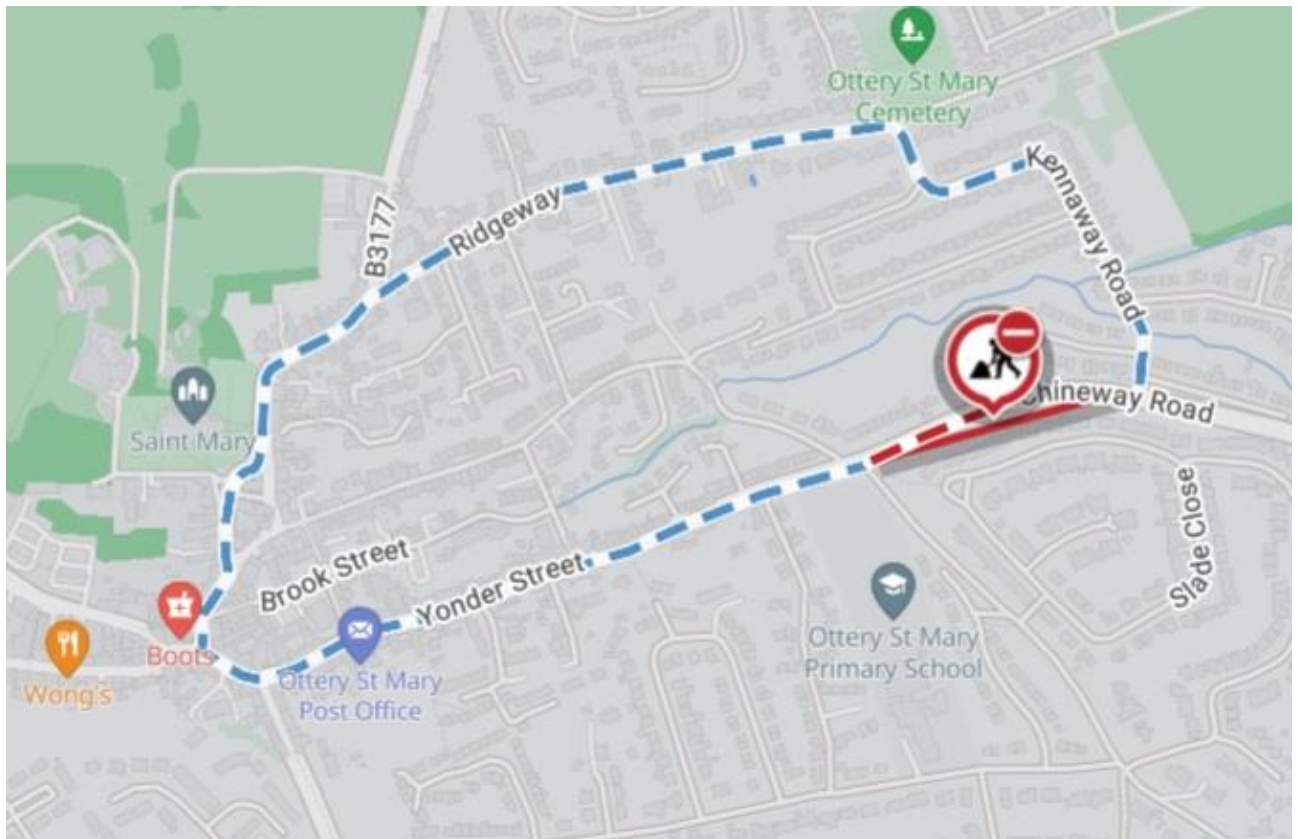 Ottery St Mary
Cemetery
Kennaway Road
Ridgeway
B3177
Saint Mary
Chineway Road
Slade Close
Brook Street
Yonder Street
Boots
Wong's
Ottery St Mary
Post Office
Ottery St Mary
Primary School